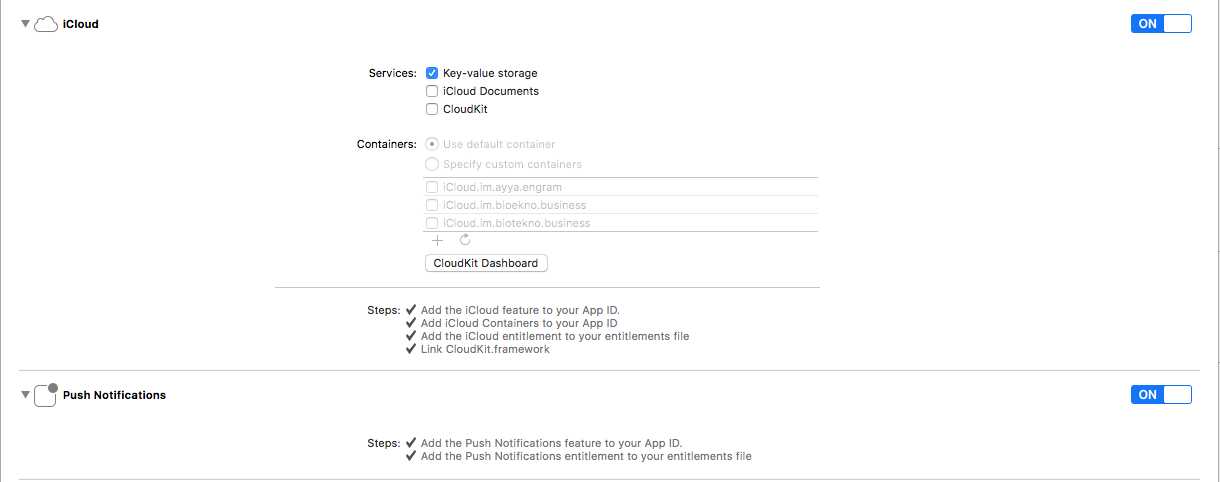 iCloud
ON
Services: Key-value storage
iCloud Documents
CloudKit
Containers: Use default container
Specify custom containers
iCloud.im.ayya.engram
iCloud.im.bioekno.business
iCloud.im.biotekno.business
CloudKit Dashboard
Steps: ✔ Add the iCloud feature to your App ID.
✔ Add iCloud Containers to your App ID
✔ Add the iCloud entitlement to your entitlements file
✔ Link CloudKit.framework
Push Notifications
ON
Steps: ✔ Add the Push Notifications feature to your App ID.
✔ Add the Push Notifications entitlement to your entitlements file